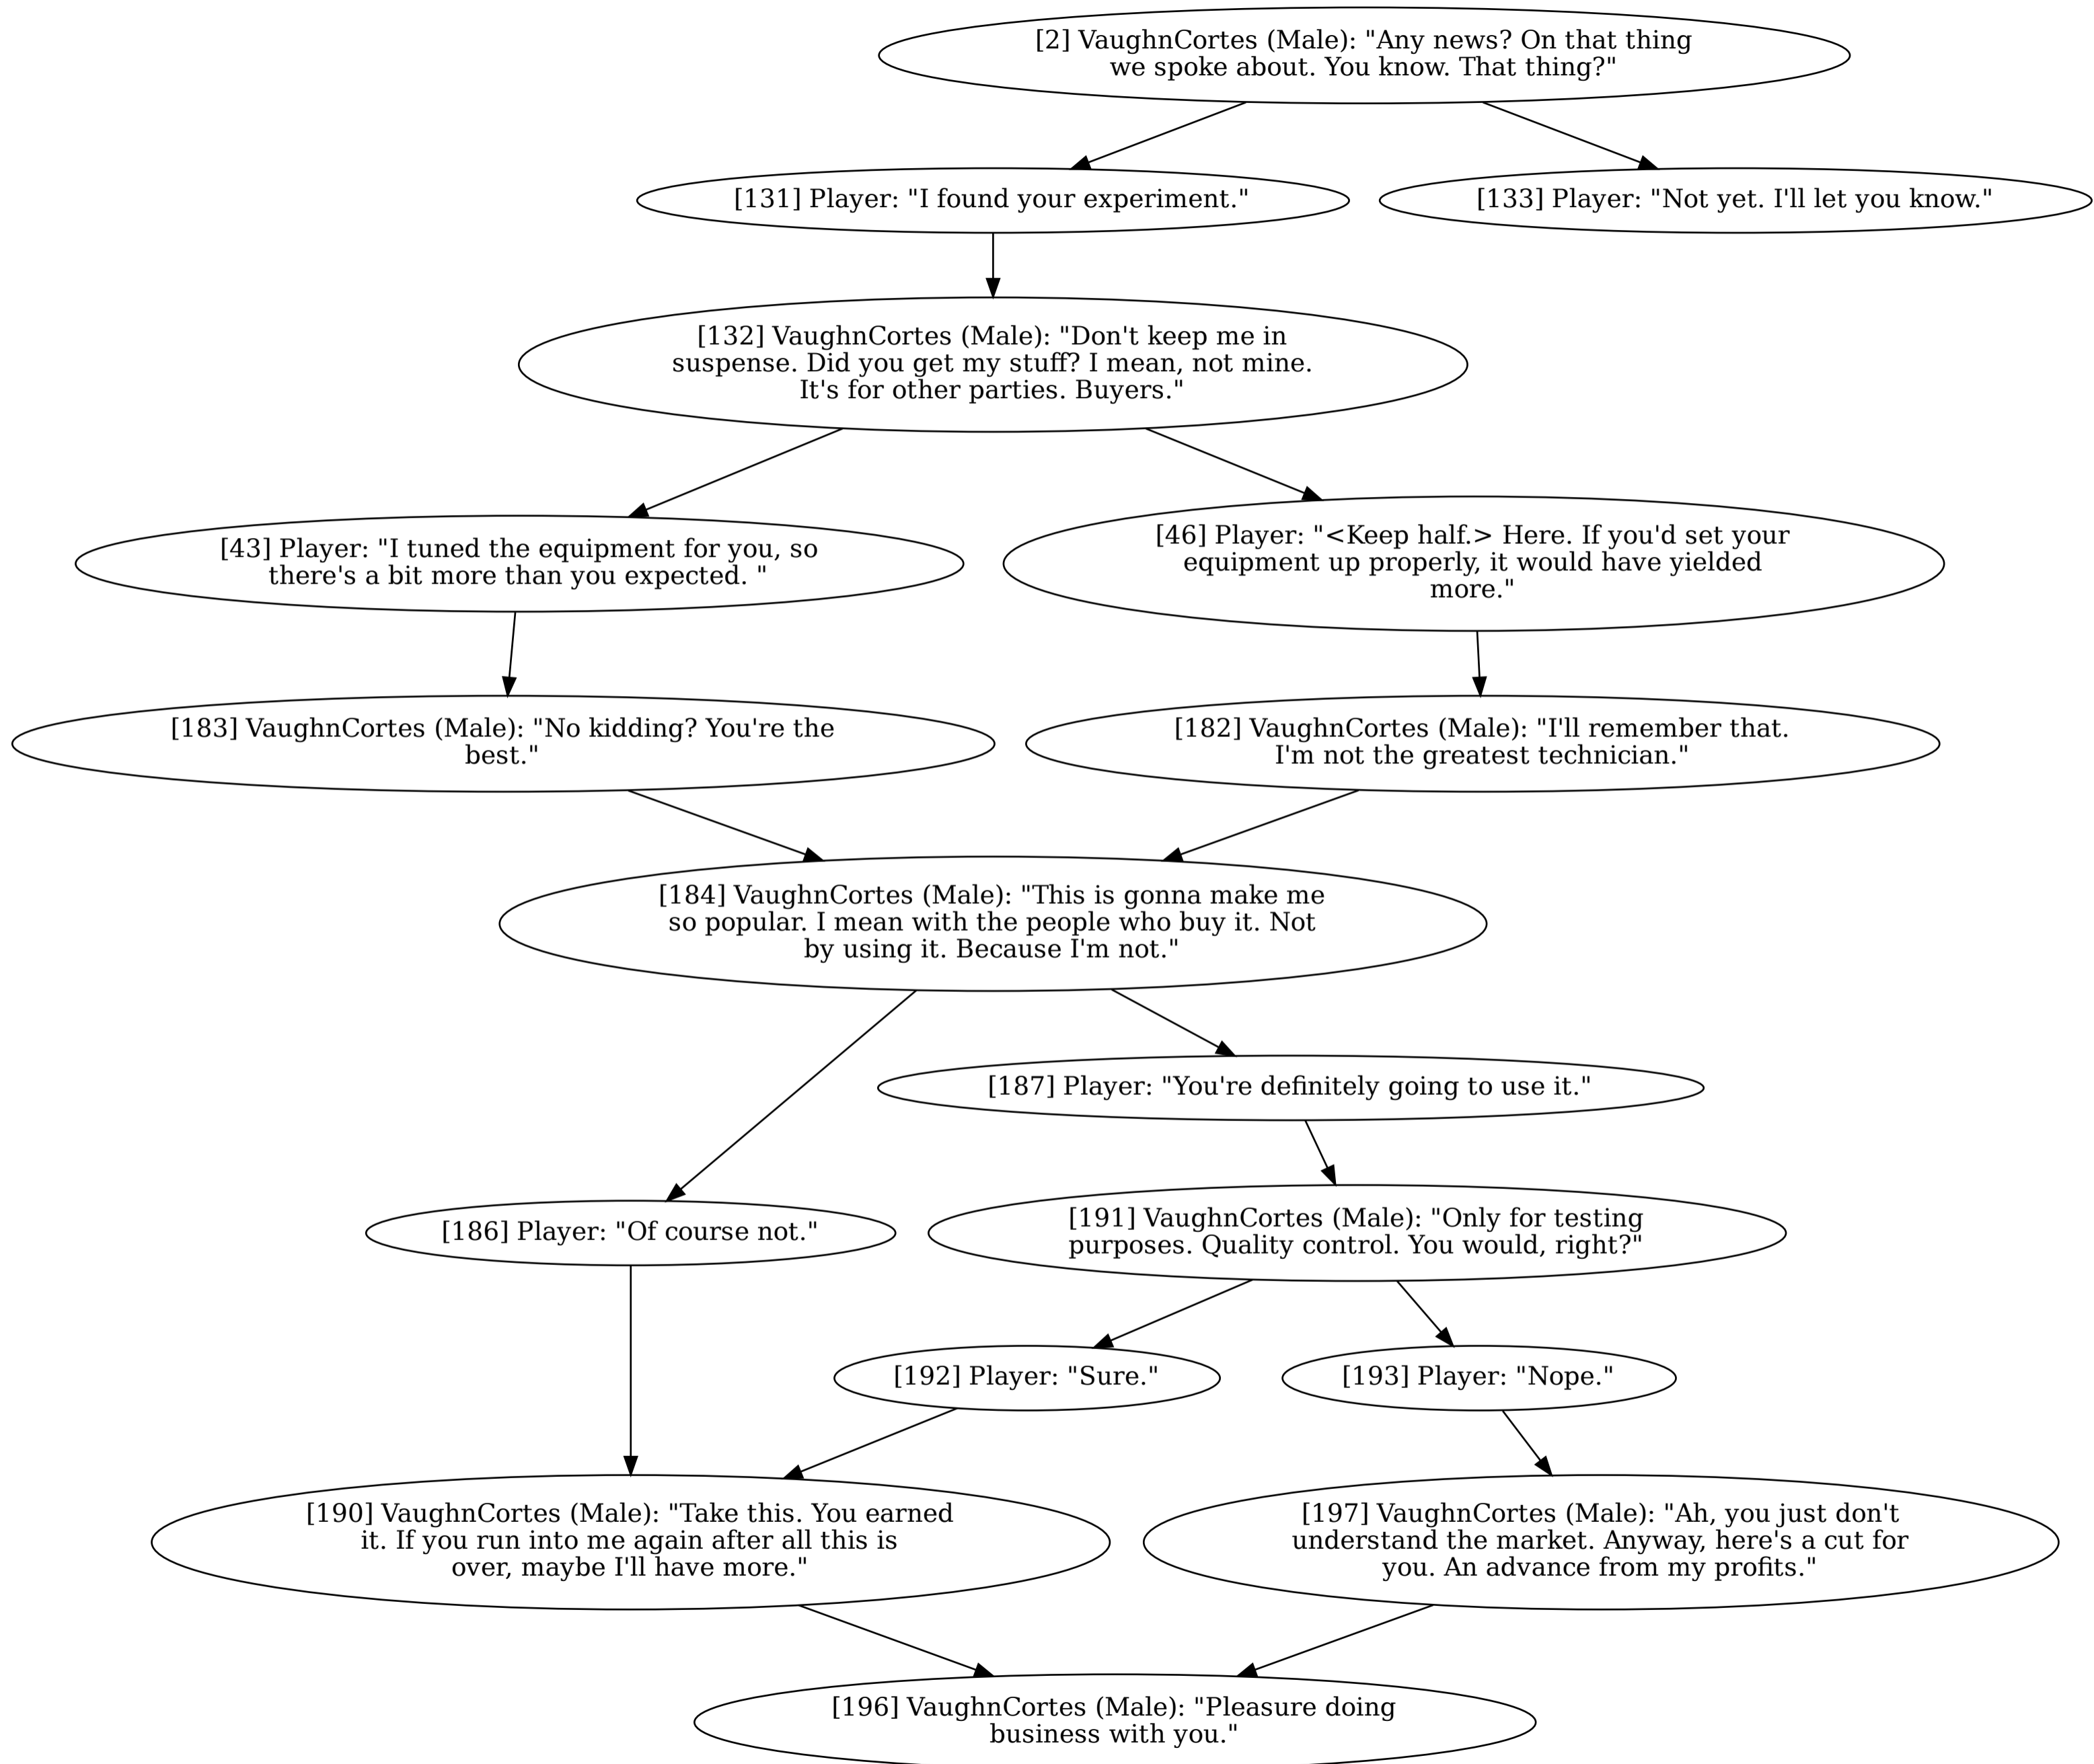 [2] VaughnCortes (Male): "Any news? On that thing
we spoke about. You know. That thing?"
[131] Player: "I found your experiment."
[133] Player: "Not yet. I'll let you know."
[132] VaughnCortes (Male): "Don't keep me in
suspense. Did you get my stuff? I mean, not mine.
It's for other parties. Buyers."
[43] Player: "I tuned the equipment for you, so
there's a bit more than you expected. "
[46] Player: "<Keep half.> Here. If you'd set your
equipment up properly, it would have yielded
more."
[183] VaughnCortes (Male): "No kidding? You're the
best."
[182] VaughnCortes (Male): "I'll remember that.
I'm not the greatest technician."
[184] VaughnCortes (Male): "This is gonna make me
so popular. I mean with the people who buy it. Not
by using it. Because I'm not."
[187] Player: "You're definitely going to use it."
[186] Player: "Of course not."
[191] VaughnCortes (Male): "Only for testing
purposes. Quality control. You would, right?"
[192] Player: "Sure."
[193] Player: "Nope."
[190] VaughnCortes (Male): "Take this. You earned
it. If you run into me again after all this is
over, maybe I'll have more."
[197] VaughnCortes (Male): "Ah, you just don't
understand the market. Anyway, here's a cut for
you. An advance from my profits."
[196] VaughnCortes (Male): "Pleasure doing
business with you."